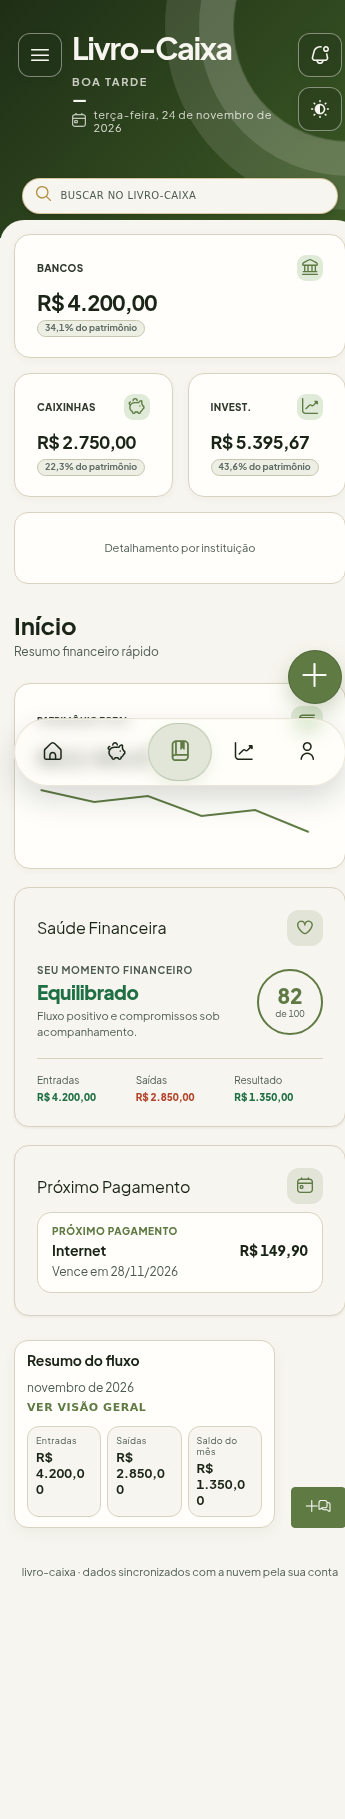 Livro-Caixa
BOA TARDE
—
terça-feira, 24 de novembro de
2026
BUSCAR NO LIVRO-CAIXA
BANCOS
R$ 4.200,00
34,1% do patrimônio
CAIXINHAS
R$ 2.750,00
22,3% do patrimônio
INVEST.
R$ 5.395,67
43,6% do patrimônio
Detalhamento por instituição
Início
Resumo financeiro rápido
Saúde Financeira
SEU MOMENTO FINANCEIRO
Equilibrado
Fluxo positivo e compromissos sob
acompanhamento.
82
de 100
Entradas
R$ 4.200,00
Saídas
R$ 2.850,00
Resultado
R$ 1.350,00
Próximo Pagamento
PRÓXIMO PAGAMENTO
Internet
R$ 149,90
Vence em 28/11/2026
Resumo do fluxo
novembro de 2026
VER VISÃO GERAL
Entradas
R$
4.200,0
0
Saídas
R$
2.850,0
0
Saldo do
mês
R$
1.350,0
0
livro-caixa · dados sincronizados com a nuvem pela sua conta